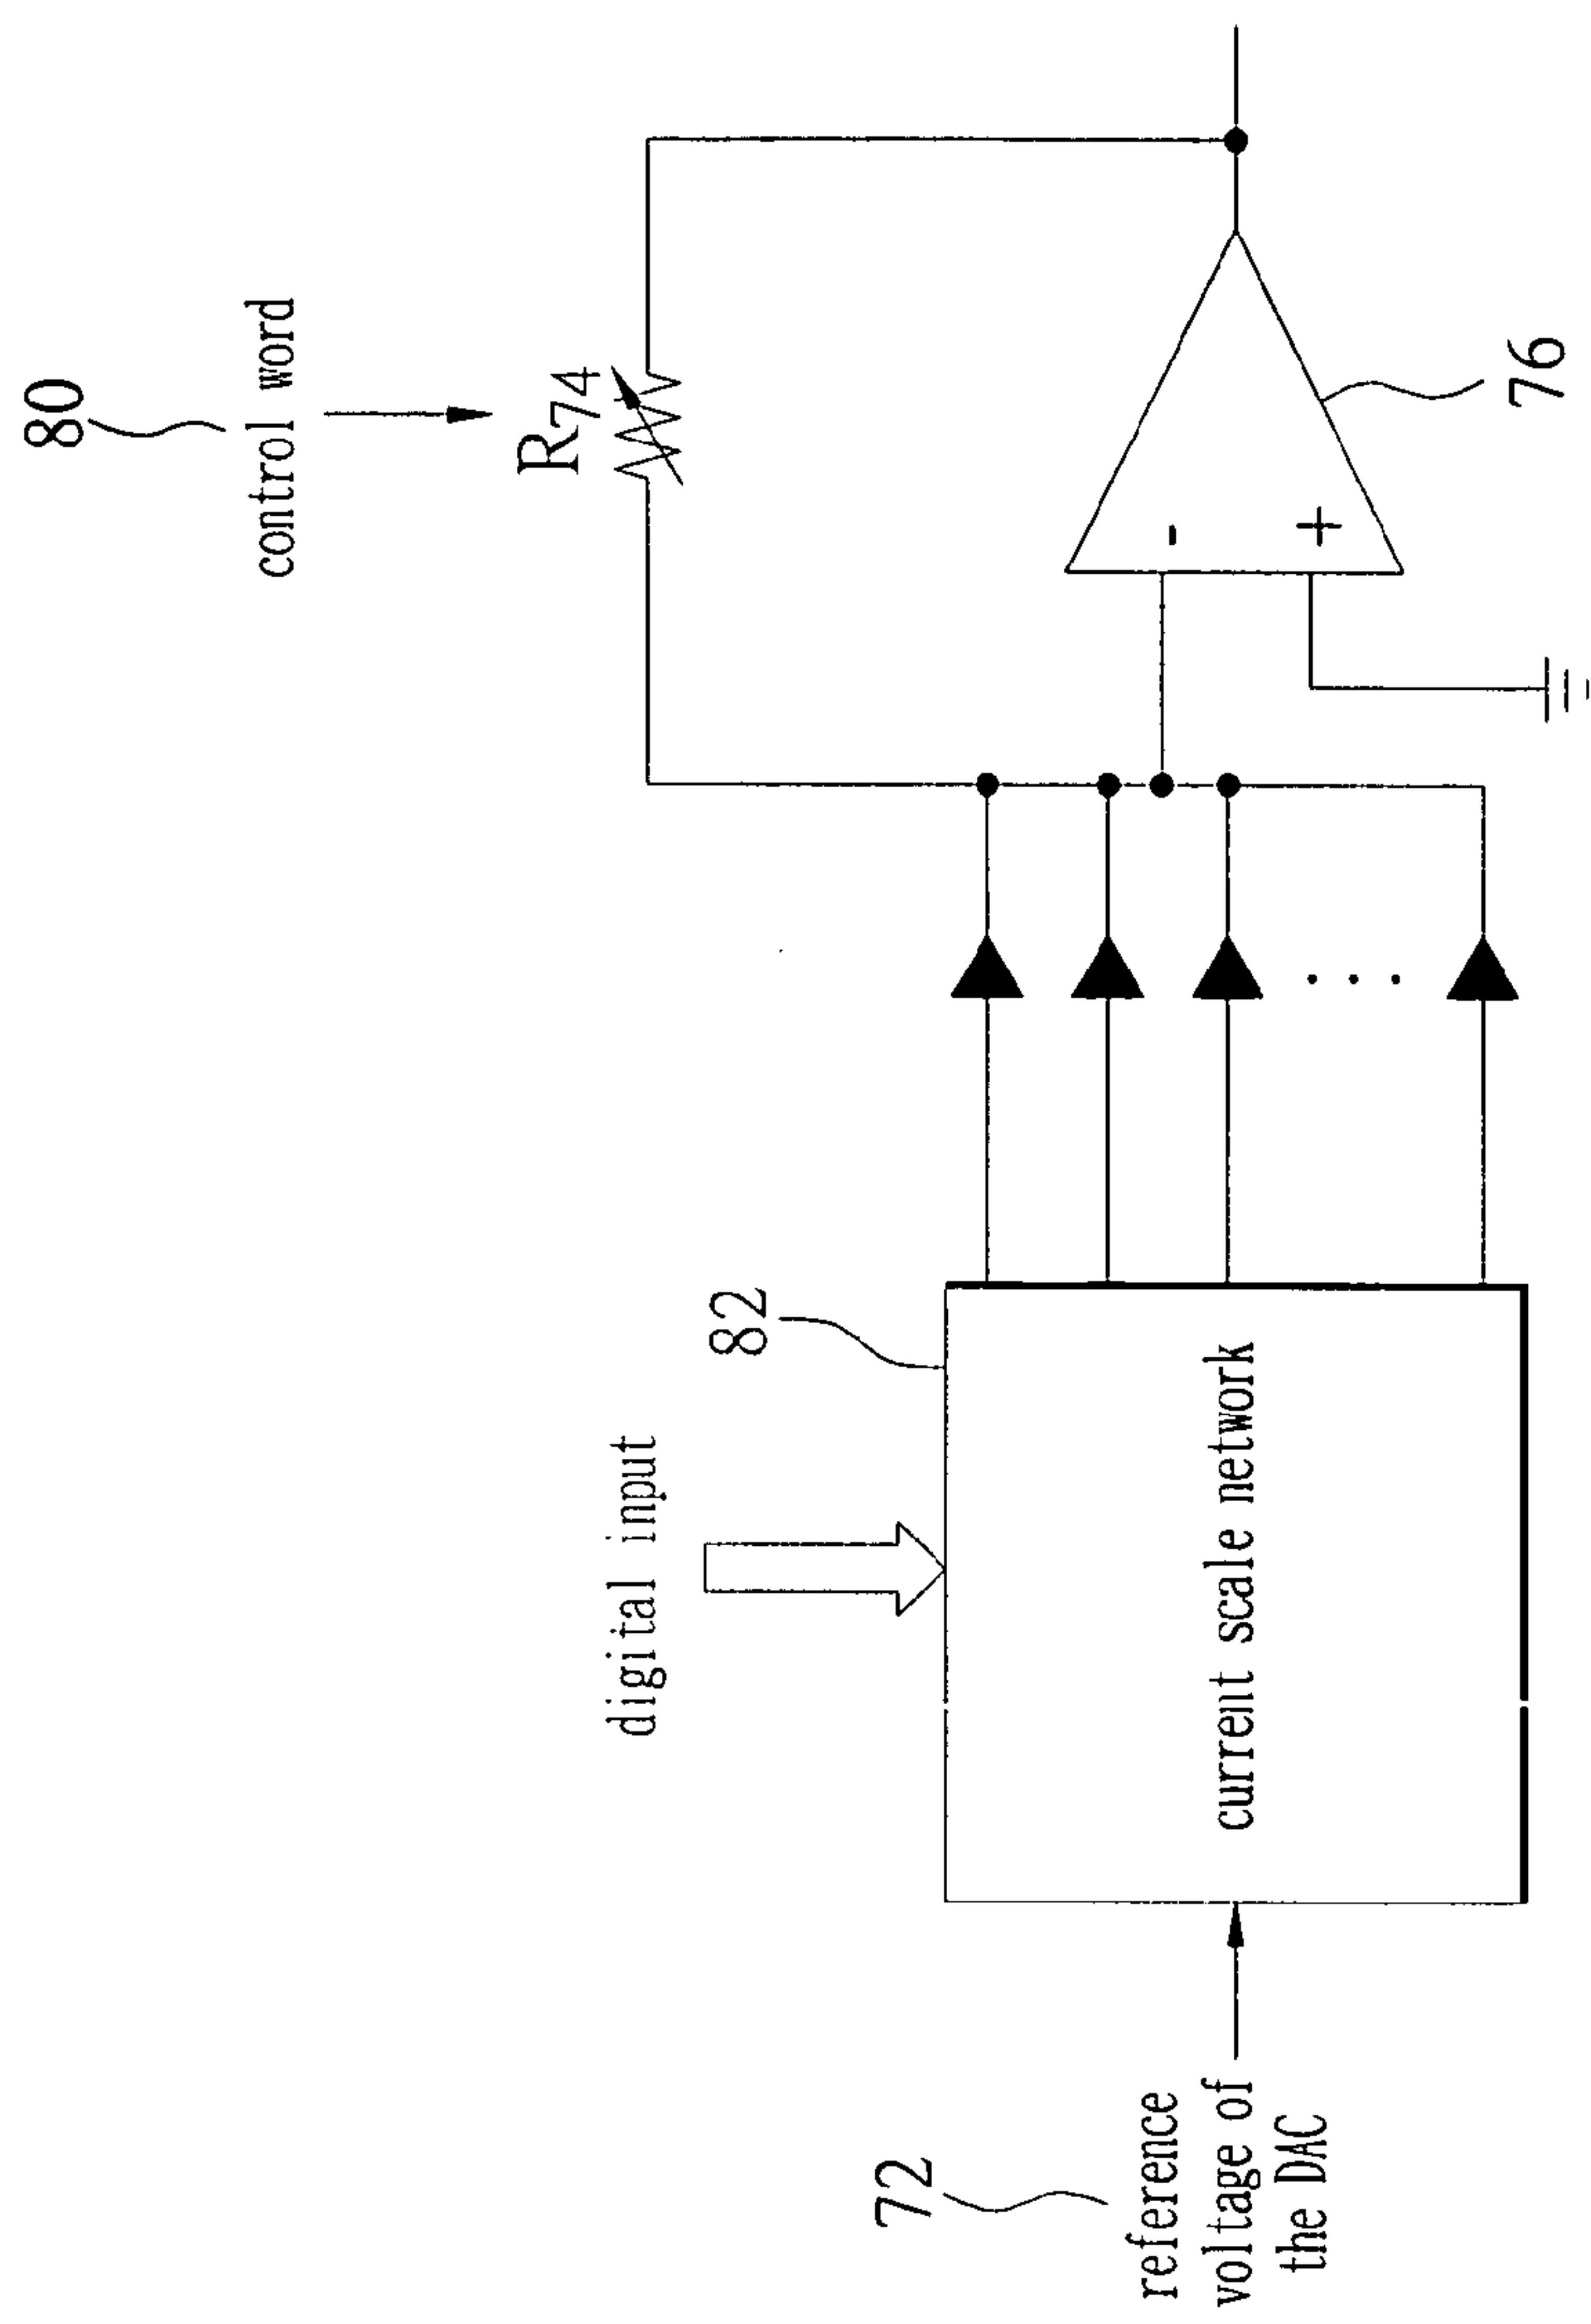 80
control word
R74
digital input
82
current scale network
-
+
76
72
reference
voltage of
the DAC
. . .